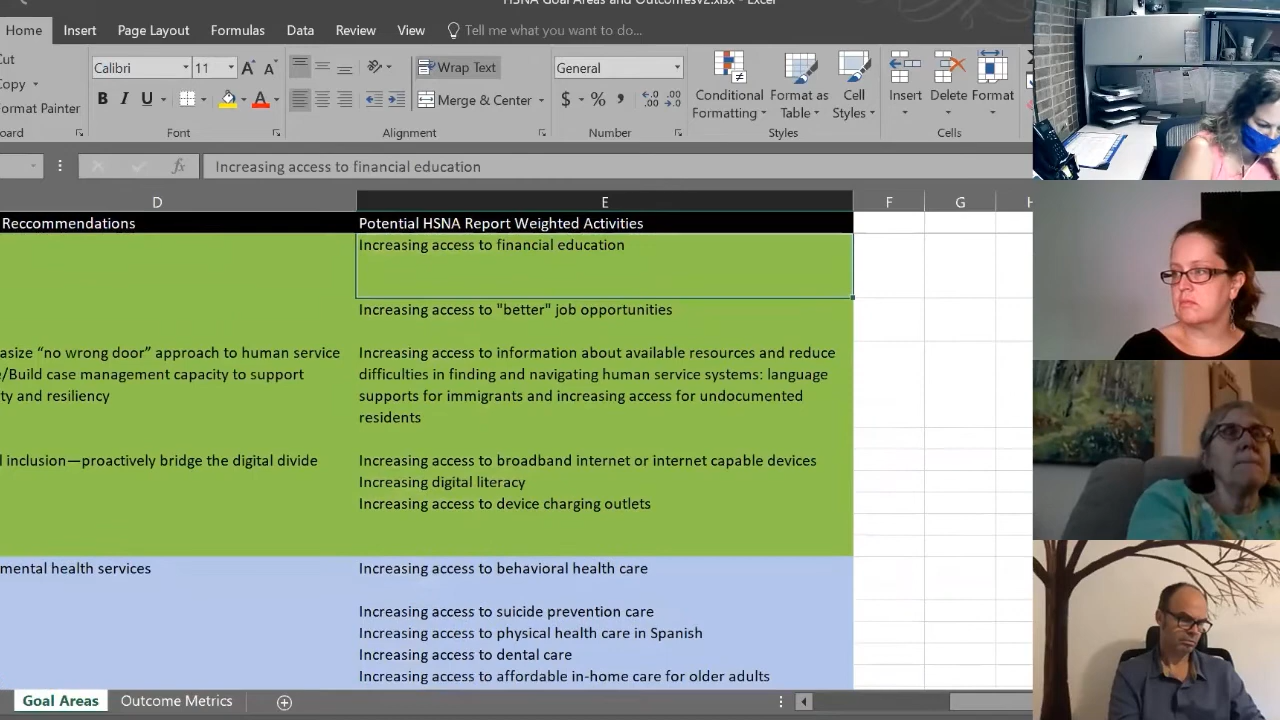 HSNA Goal Areas and Outcomesv2.xlsx - Excel
Home Insert Page Layout Formulas Data Review View Tell me what you want to do...
Calibri 11 A A Wrap Text General
opy
B I U A Merge & Center $ % Conditional Formatting Format as Table Cell Styles Insert Delete Format
ormat Painter
oard Font Alignment Number Styles Cells
fx Increasing access to financial education
D E F G H
Reccommendations Potential HSNA Report Weighted Activities
Increasing access to financial education
Increasing access to "better" job opportunities
asize “no wrong door” approach to human service Increasing access to information about available resources and reduce
e/Build case management capacity to support difficulties in finding and navigating human service systems: language
ty and resiliency supports for immigrants and increasing access for undocumented
residents
l inclusion—proactively bridge the digital divide Increasing access to broadband internet or internet capable devices
Increasing digital literacy
Increasing access to device charging outlets
mental health services Increasing access to behavioral health care
Increasing access to suicide prevention care
Increasing access to physical health care in Spanish
Increasing access to dental care
Increasing access to affordable in-home care for older adults
Goal Areas Outcome Metrics